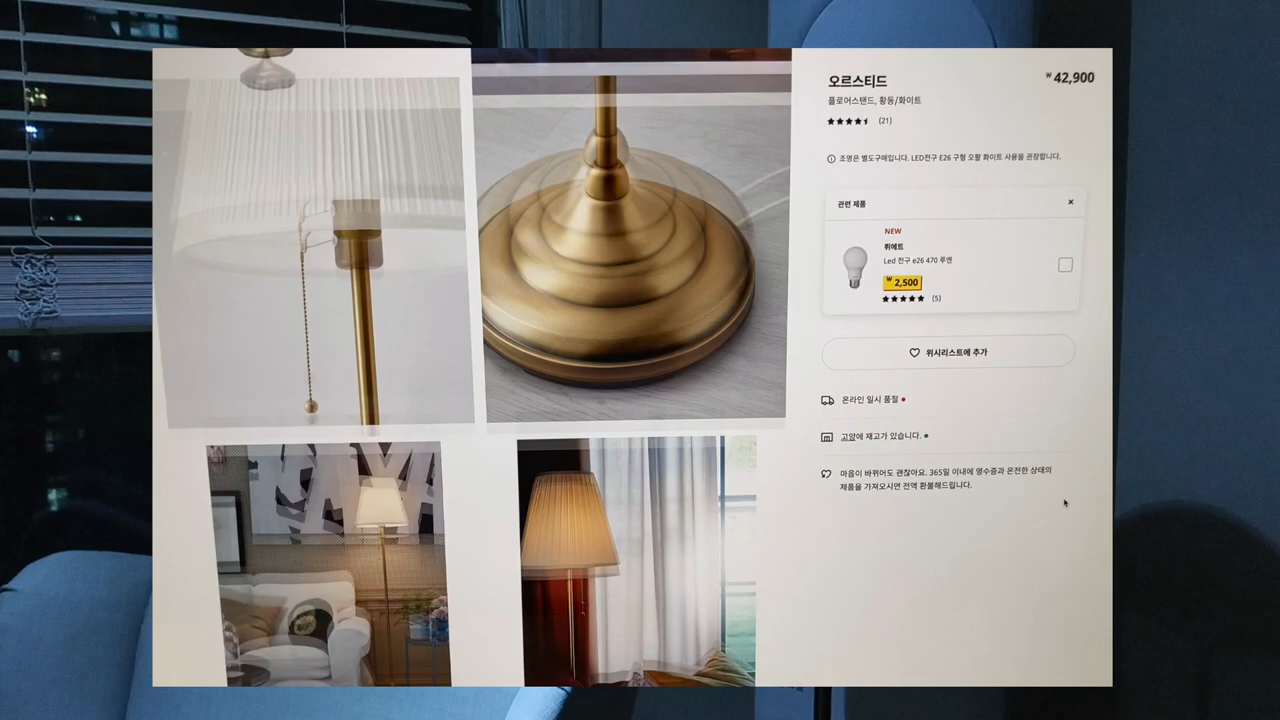 오르스티드
₩42,900
플로어스탠드, 황동/화이트
(21)
조명은 별도구매입니다. LED전구 E26 구형 오팔 화이트 사용을 권장합니다.
관련 제품
NEW
뤼에트
Led 전구 e26 470 루멘
₩2,500
(5)
위시리스트에 추가
온라인 일시 품절
고양에 재고가 있습니다.
마음이 바뀌어도 괜찮아요. 365일 이내에 영수증과 온전한 상태의
제품을 가져오시면 전액 환불해드립니다.